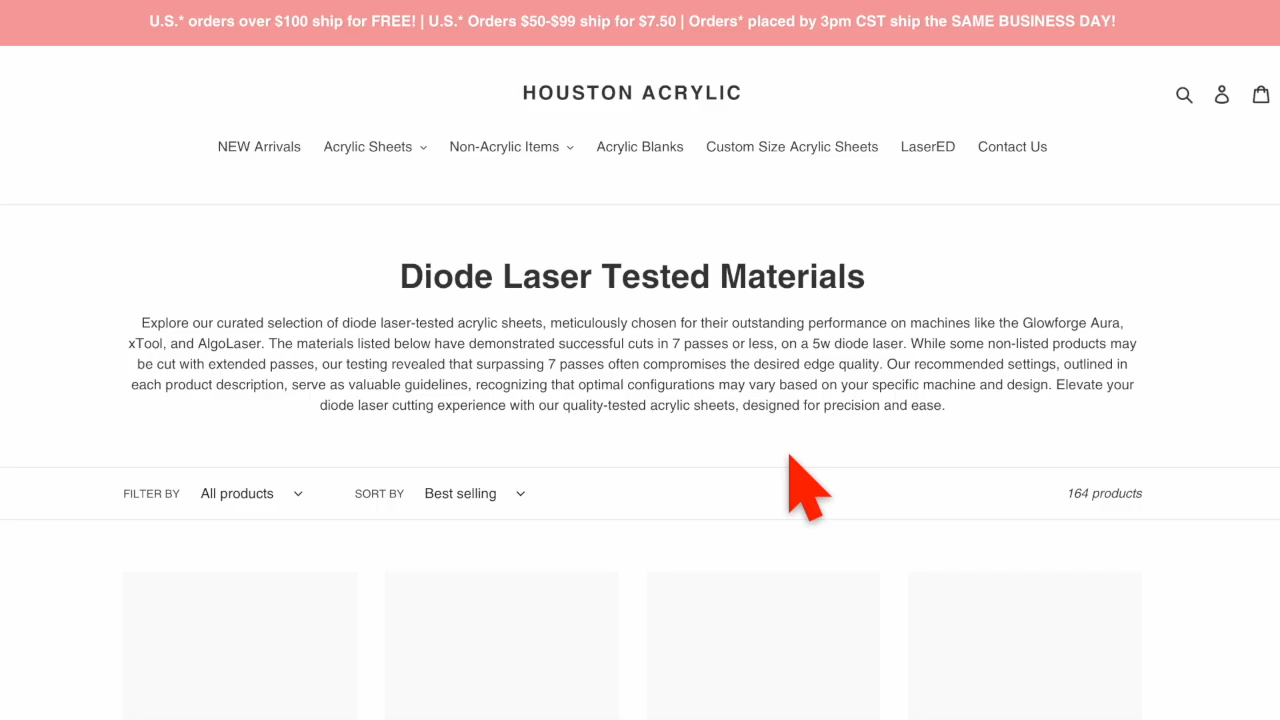 U.S.* orders over $100 ship for FREE! | U.S.* Orders $50-$99 ship for $7.50 | Orders* placed by 3pm CST ship the SAME BUSINESS DAY!
HOUSTON ACRYLIC
NEW Arrivals Acrylic Sheets Non-Acrylic Items Acrylic Blanks Custom Size Acrylic Sheets LaserED Contact Us
Diode Laser Tested Materials
Explore our curated selection of diode laser-tested acrylic sheets, meticulously chosen for their outstanding performance on machines like the Glowforge Aura,
xTool, and AlgoLaser. The materials listed below have demonstrated successful cuts in 7 passes or less, on a 5w diode laser. While some non-listed products may
be cut with extended passes, our testing revealed that surpassing 7 passes often compromises the desired edge quality. Our recommended settings, outlined in
each product description, serve as valuable guidelines, recognizing that optimal configurations may vary based on your specific machine and design. Elevate your
diode laser cutting experience with our quality-tested acrylic sheets, designed for precision and ease.
FILTER BY All products SORT BY Best selling 164 products